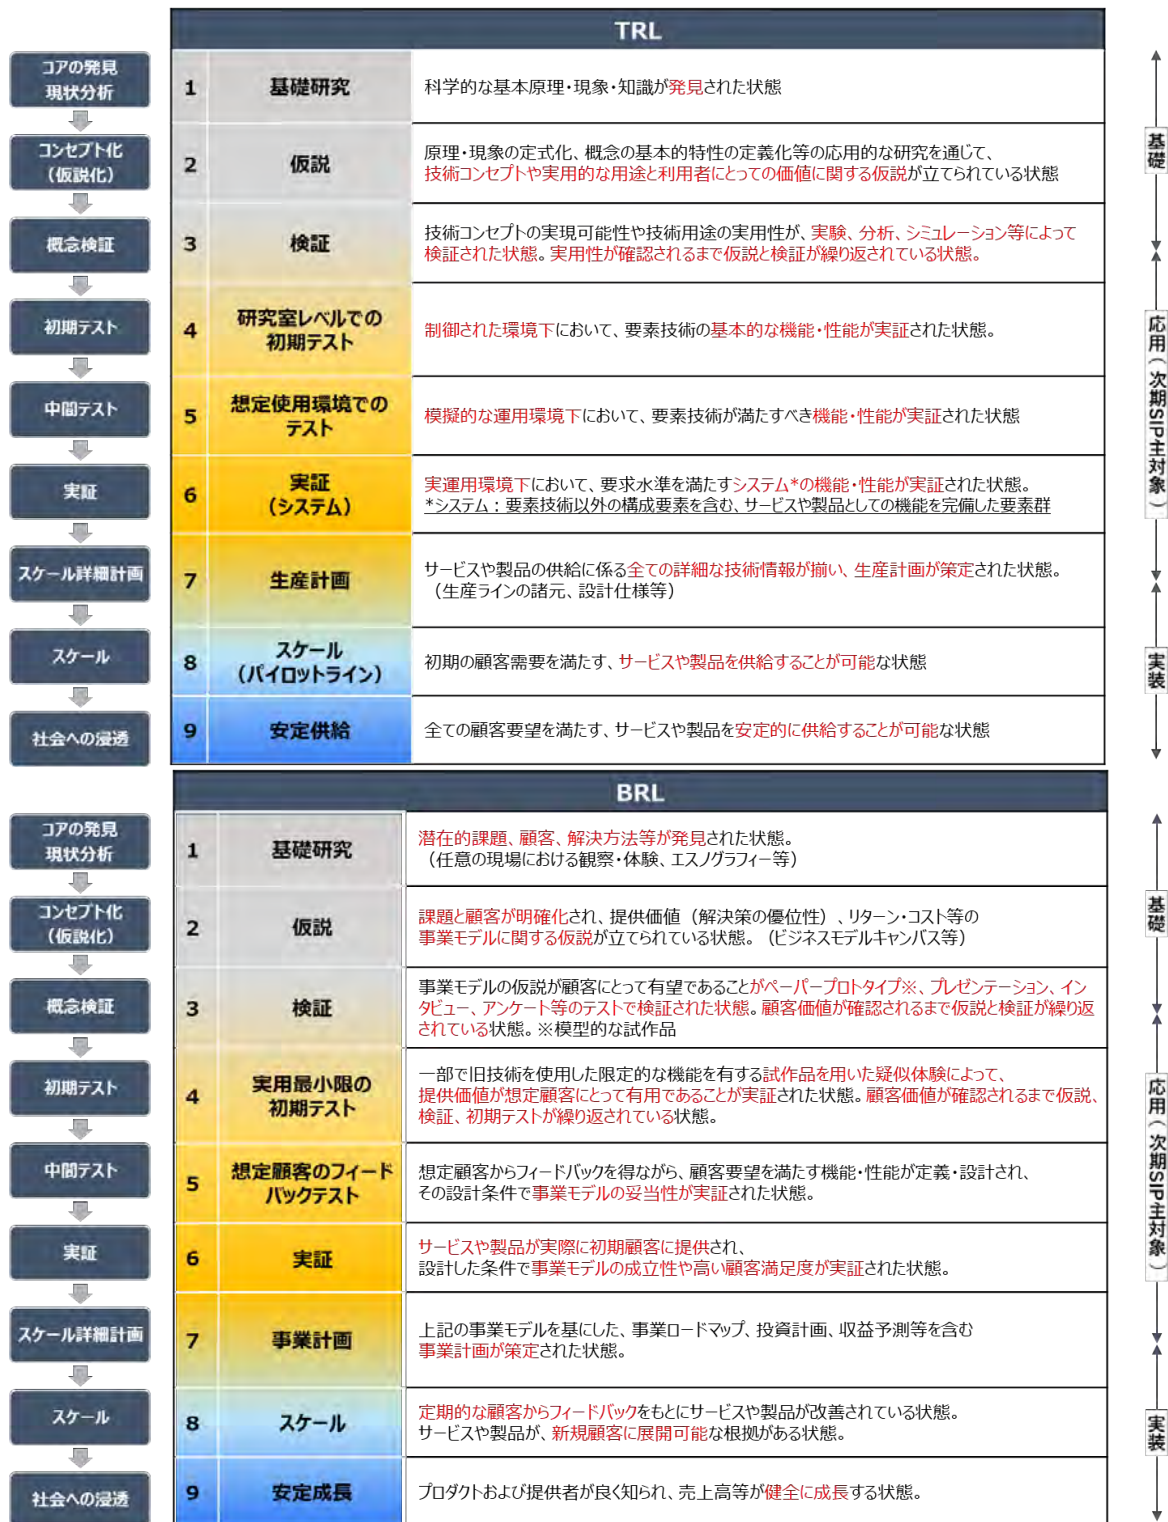 TRL
コアの発見
現状分析
1
基礎研究
科学的な基本原理・現象・知識が発見された状態
コンセプト化
（仮説化）
2
仮説
原理・現象の定式化、概念の基本的特性の定義化等の応用的な研究を通じて、
技術コンセプトや実用的な用途と利用者にとっての価値に関する仮説が立てられている状態
概念検証
3
検証
技術コンセプトの実現可能性や技術用途の実用性が、実験、分析、シミュレーション等によって
検証された状態。実用性が確認されるまで仮説と検証が繰り返されている状態。
基礎
初期テスト
4
研究室レベルでの
初期テスト
制御された環境下において、要素技術の基本的な機能・性能が実証された状態。
中間テスト
5
想定使用環境での
テスト
模擬的な運用環境下において、要素技術が満たすべき機能・性能が実証された状態
実証
6
実証
（システム）
実運用環境下において、要求水準を満たすシステム*の機能・性能が実証された状態。
*システム：要素技術以外の構成要素を含む、サービスや製品としての機能を完備した要素群
スケール詳細計画
7
生産計画
サービスや製品の供給に係る全ての詳細な技術情報が揃い、生産計画が策定された状態。
（生産ラインの諸元、設計仕様等）
応用（次期SIP主対象）
スケール
8
スケール
（パイロットライン）
初期の顧客需要を満たす、サービスや製品を供給することが可能な状態
社会への浸透
9
安定供給
全ての顧客要望を満たす、サービスや製品を安定的に供給することが可能な状態
実装
BRL
コアの発見
現状分析
1
基礎研究
潜在的課題、顧客、解決方法等が発見された状態。
（任意の現場における観察・体験、エスノグラフィー等）
コンセプト化
（仮説化）
2
仮説
課題と顧客が明確化され、提供価値（解決策の優位性）、リターン・コスト等の
事業モデルに関する仮説が立てられている状態。（ビジネスモデルキャンバス等）
概念検証
3
検証
事業モデルの仮説が顧客にとって有望であることがペーパープロトタイプ※、プレゼンテーション、イン
タビュー、アンケート等のテストで検証された状態。顧客価値が確認されるまで仮説と検証が繰り返
されている状態。※模型的な試作品
基礎
初期テスト
4
実用最小限の
初期テスト
一部で旧技術を使用した限定的な機能を有する試作品を用いた疑似体験によって、
提供価値が想定顧客にとって有用であることが実証された状態。顧客価値が確認されるまで仮説、
検証、初期テストが繰り返されている状態。
中間テスト
5
想定顧客のフィード
バックテスト
想定顧客からフィードバックを得ながら、顧客要望を満たす機能・性能が定義・設計され、
その設計条件で事業モデルの妥当性が実証された状態。
実証
6
実証
サービスや製品が実際に初期顧客に提供され、
設計した条件で事業モデルの成立性や高い顧客満足度が実証された状態。
スケール詳細計画
7
事業計画
上記の事業モデルを基にした、事業ロードマップ、投資計画、収益予測等を含む
事業計画が策定された状態。
応用（次期SIP主対象）
スケール
8
スケール
定期的な顧客からフィードバックをもとにサービスや製品が改善されている状態。
サービスや製品が、新規顧客に展開可能な根拠がある状態。
社会への浸透
9
安定成長
プロダクトおよび提供者が良く知られ、売上高等が健全に成長する状態。
実装